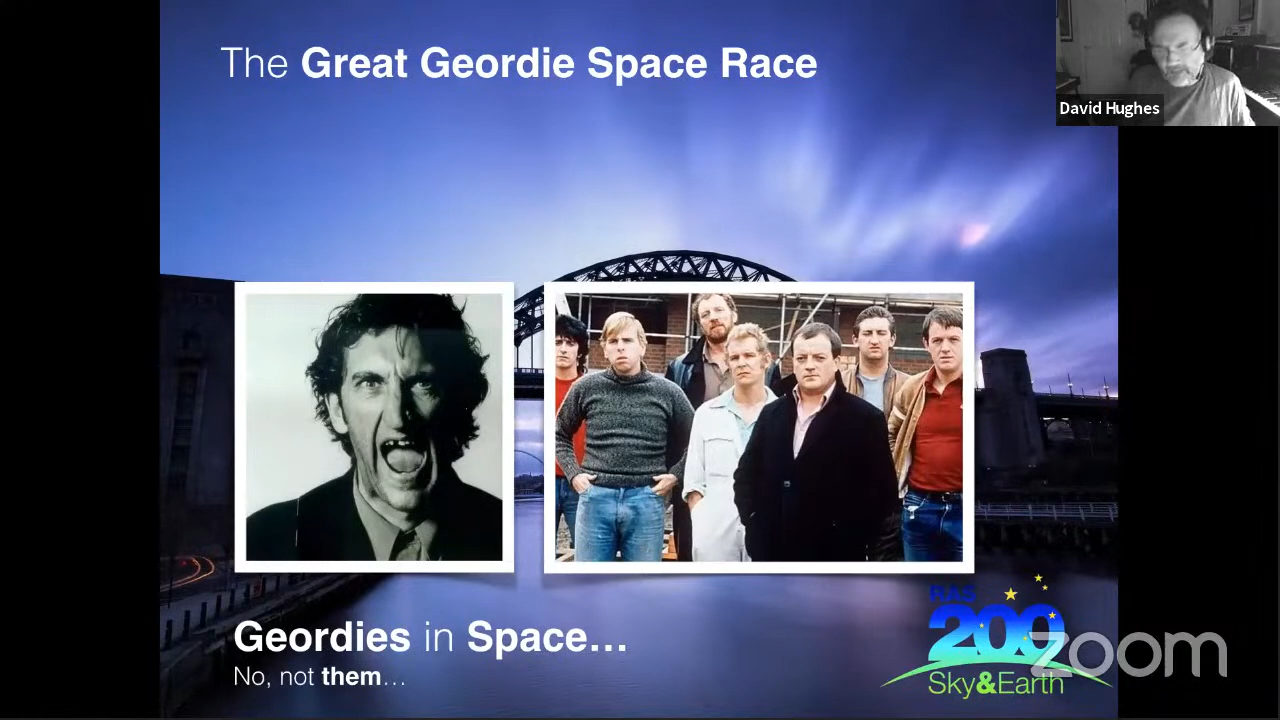 The Great Geordie Space Race
David Hughes
Geordies in Space...
No, not them...
RAS
200
Sky&Earth
zoom